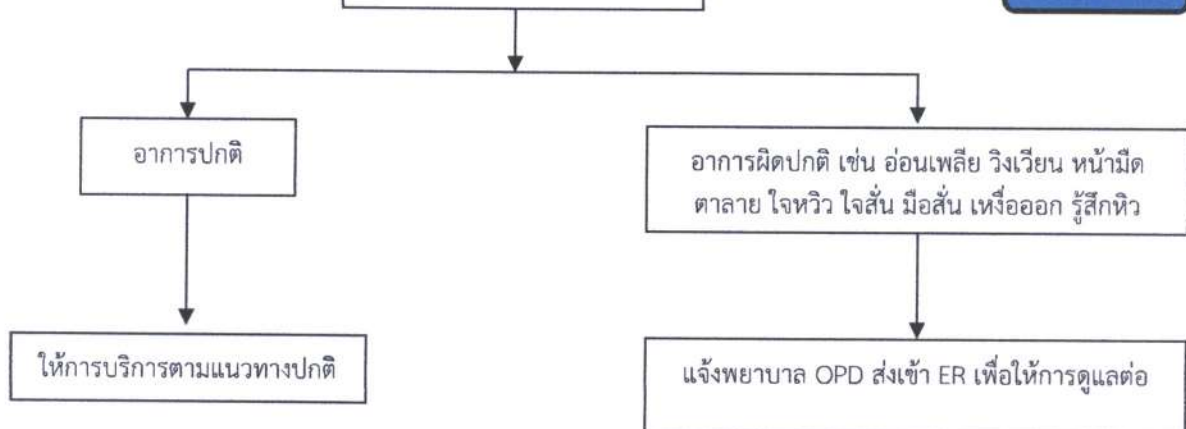 อาการปกติ
อาการผิดปกติ เช่น อ่อนเพลีย วิงเวียน หน้ามืด
ตาลาย ใจหวิว ใจสั่น มือสั่น เหงื่อออก รู้สึกหิว
ให้การบริการตามแนวทางปกติ
แจ้งพยาบาล OPD ส่งเข้า ER เพื่อให้การดูแลต่อ